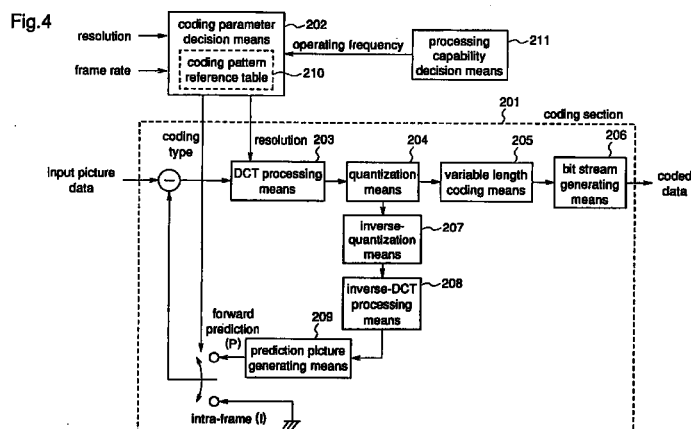 Fig.4
resolution
frame rate
coding parameter
decision means
202
coding pattern
reference table
210
operating frequency
processing
capability
decision means
211
201
coding section
coding
type
resolution
203
204
205
206
input picture
data
DCT processing
means
quantization
means
variable length
coding means
bit stream
generating
means
coded
data
inverse-
quantization
means
207
inverse-DCT
processing
means
208
forward
prediction
(P)
209
prediction picture
generating means
intra-frame (I)